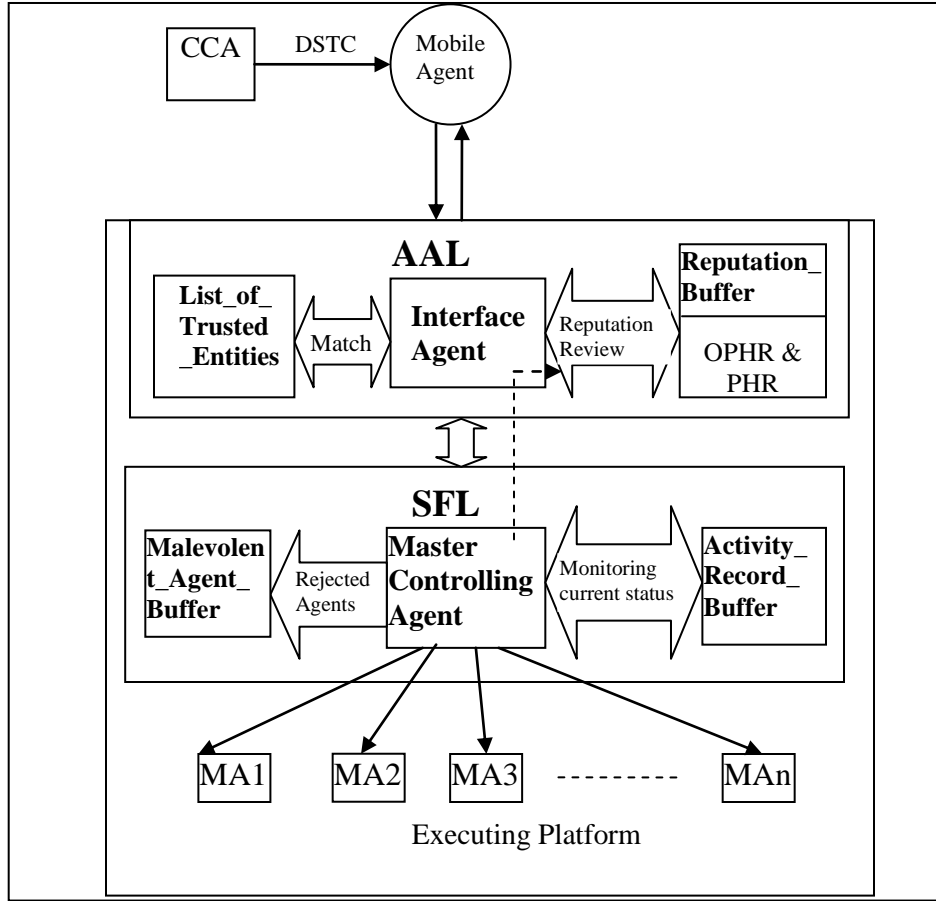 CCA
DSTC
Mobile
Agent
AAL
List_of_
Trusted
_Entities
Match
Interface
Agent
Reputation
Review
Reputation_
Buffer
OPHR &
PHR
SFL
Malevolen
t_Agent_
Buffer
Rejected
Agents
Master
Controlling
Agent
Monitoring
current status
Activity_
Record_
Buffer
MA1
MA2
MA3
MAn
Executing Platform